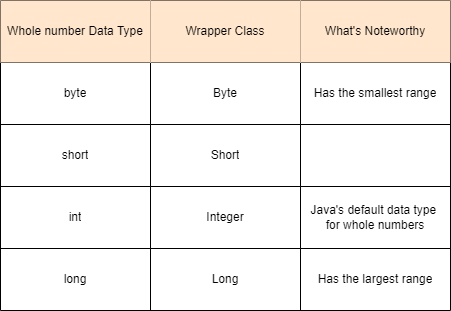 Whole number Data Type
Wrapper Class
What's Noteworthy
byte
Byte
Has the smallest range
short
Short
int
Integer
Java's default data type
for whole numbers
long
Long
Has the largest range